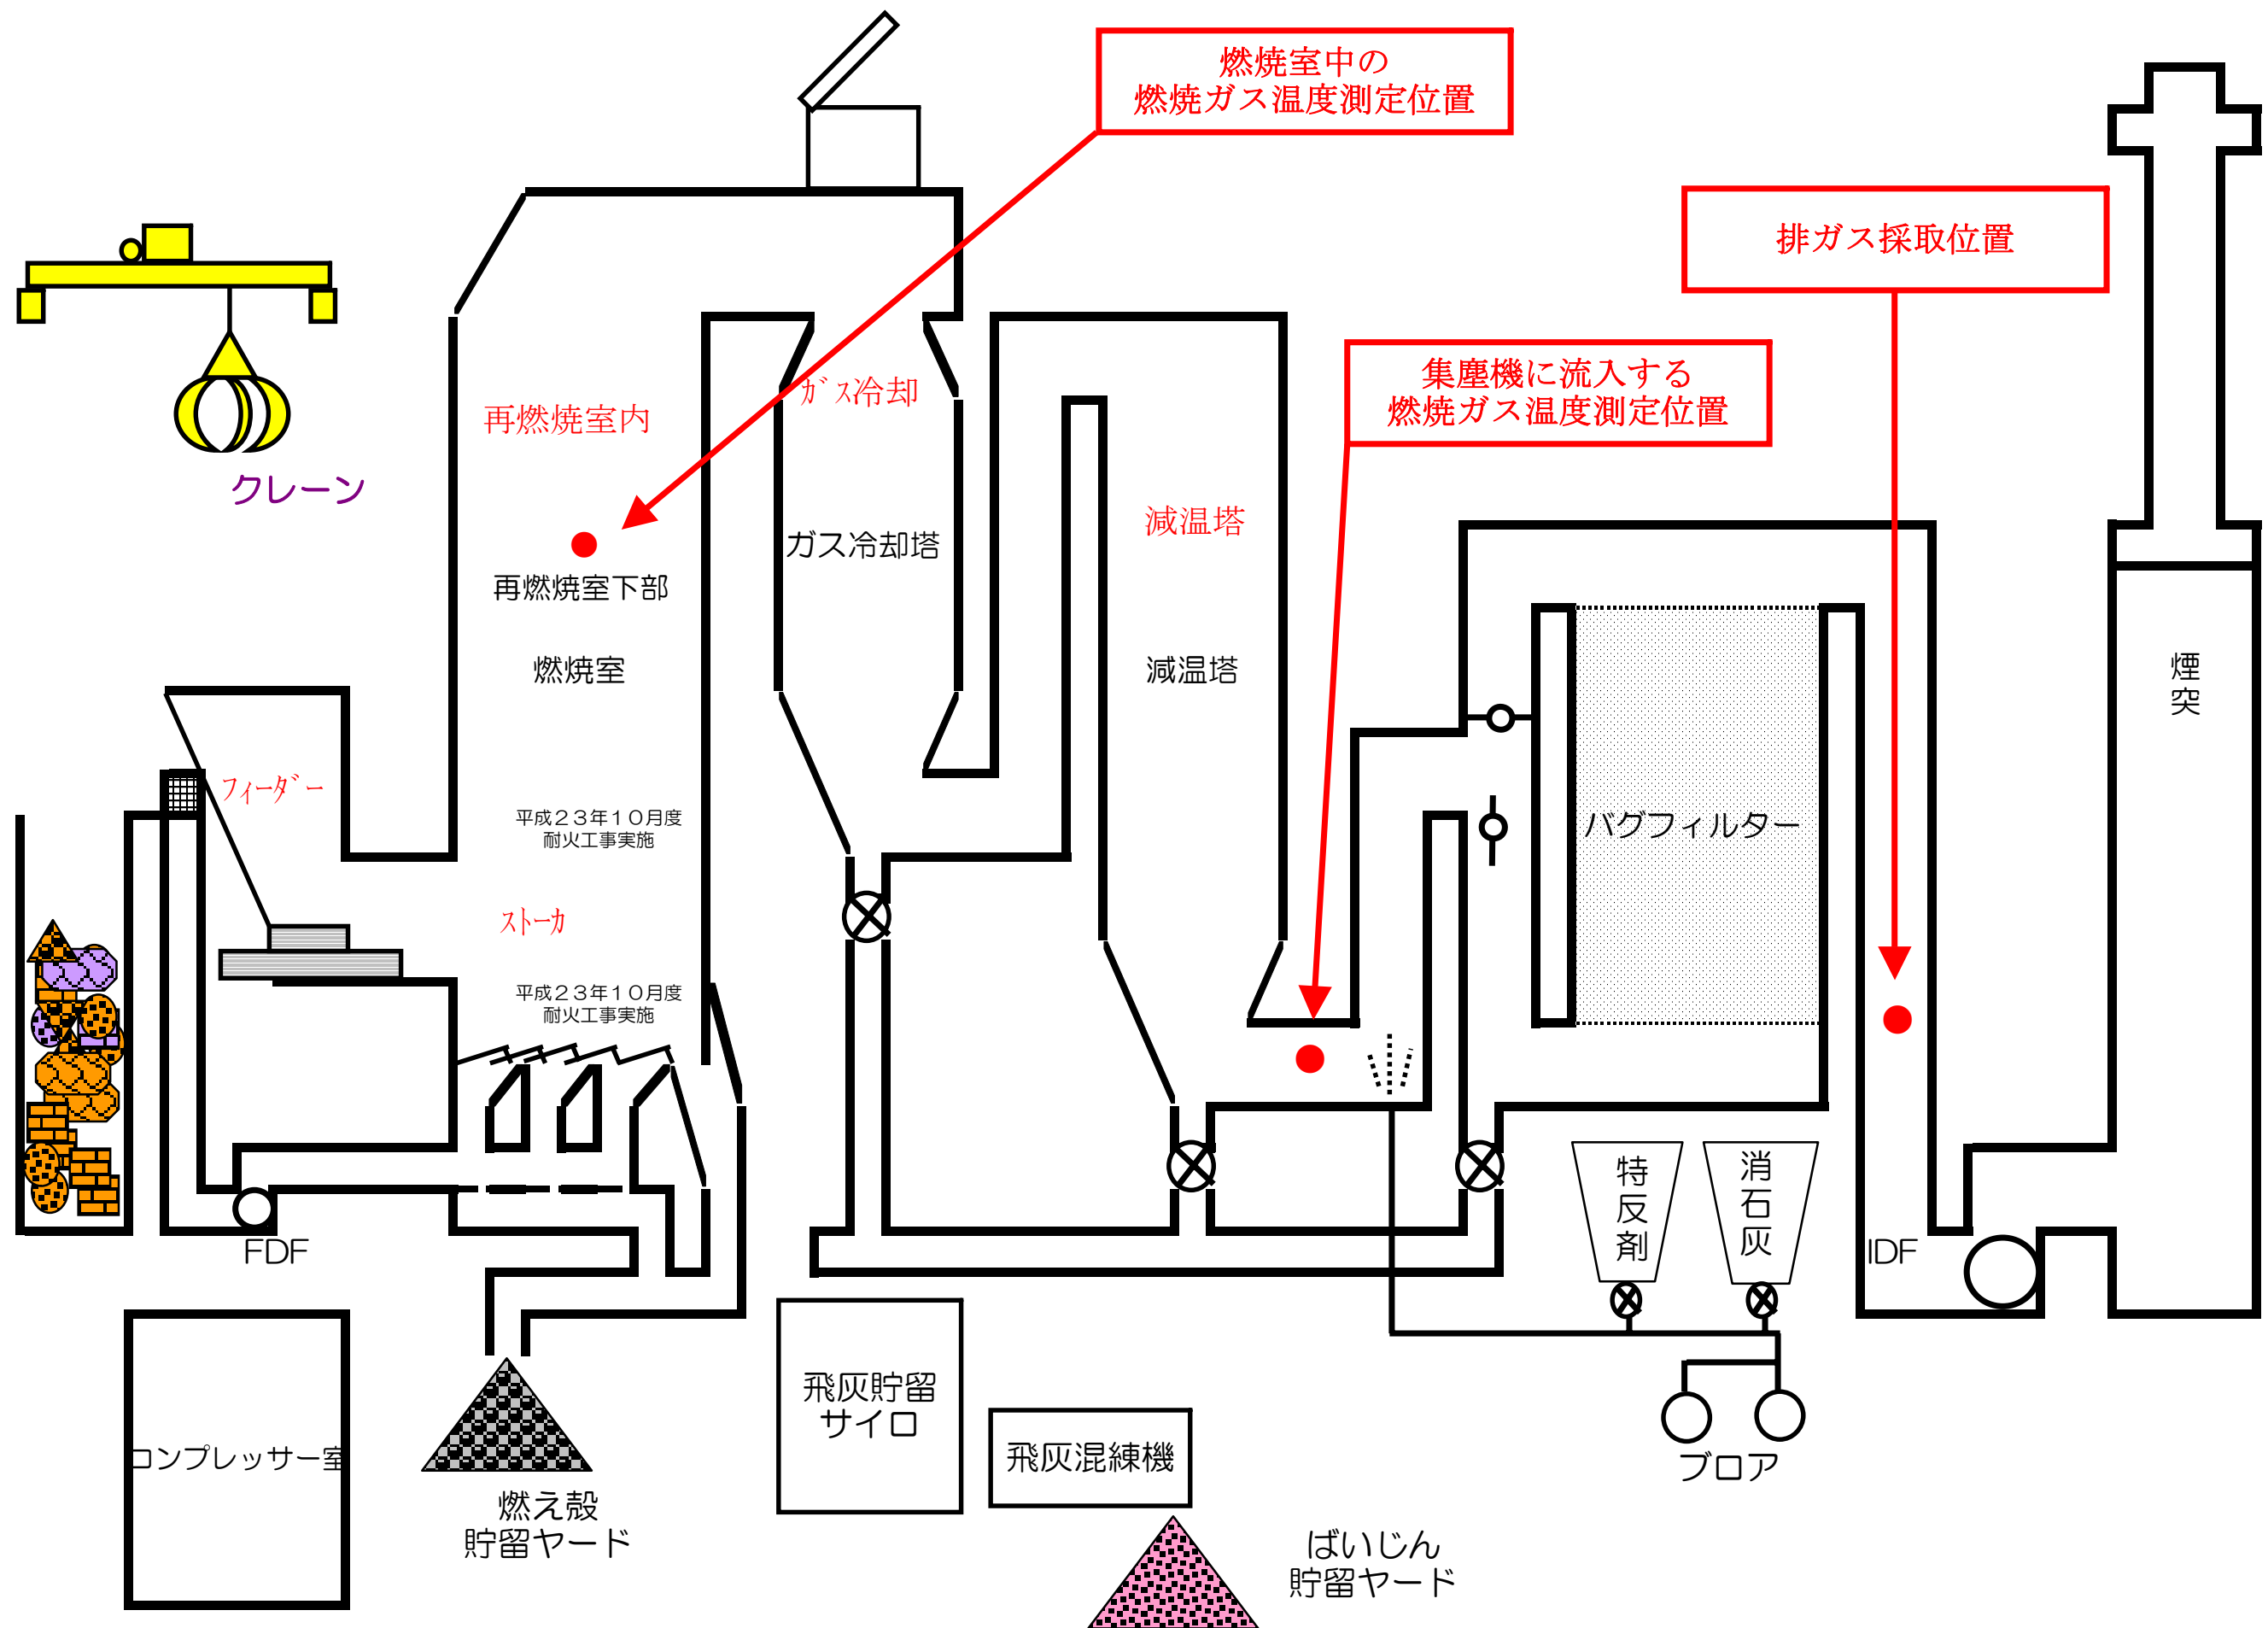 燃焼室中の
燃焼ガス温度測定位置
排ガス採取位置
集塵機に流入する
燃焼ガス温度測定位置
クレーン
再燃焼室内
ガス冷却
ガス冷却塔
減温塔
再燃焼室下部
燃焼室
減温塔
煙
突
フィーダー
平成23年10月度
耐火工事実施
バグフィルター
ストーカ
平成23年10月度
耐火工事実施
特
反
剤
消
石
灰
FDF
IDF
飛灰貯留
サイロ
コンプレッサー室
飛灰混練機
ブロア
燃え殻
貯留ヤード
ばいじん
貯留ヤード